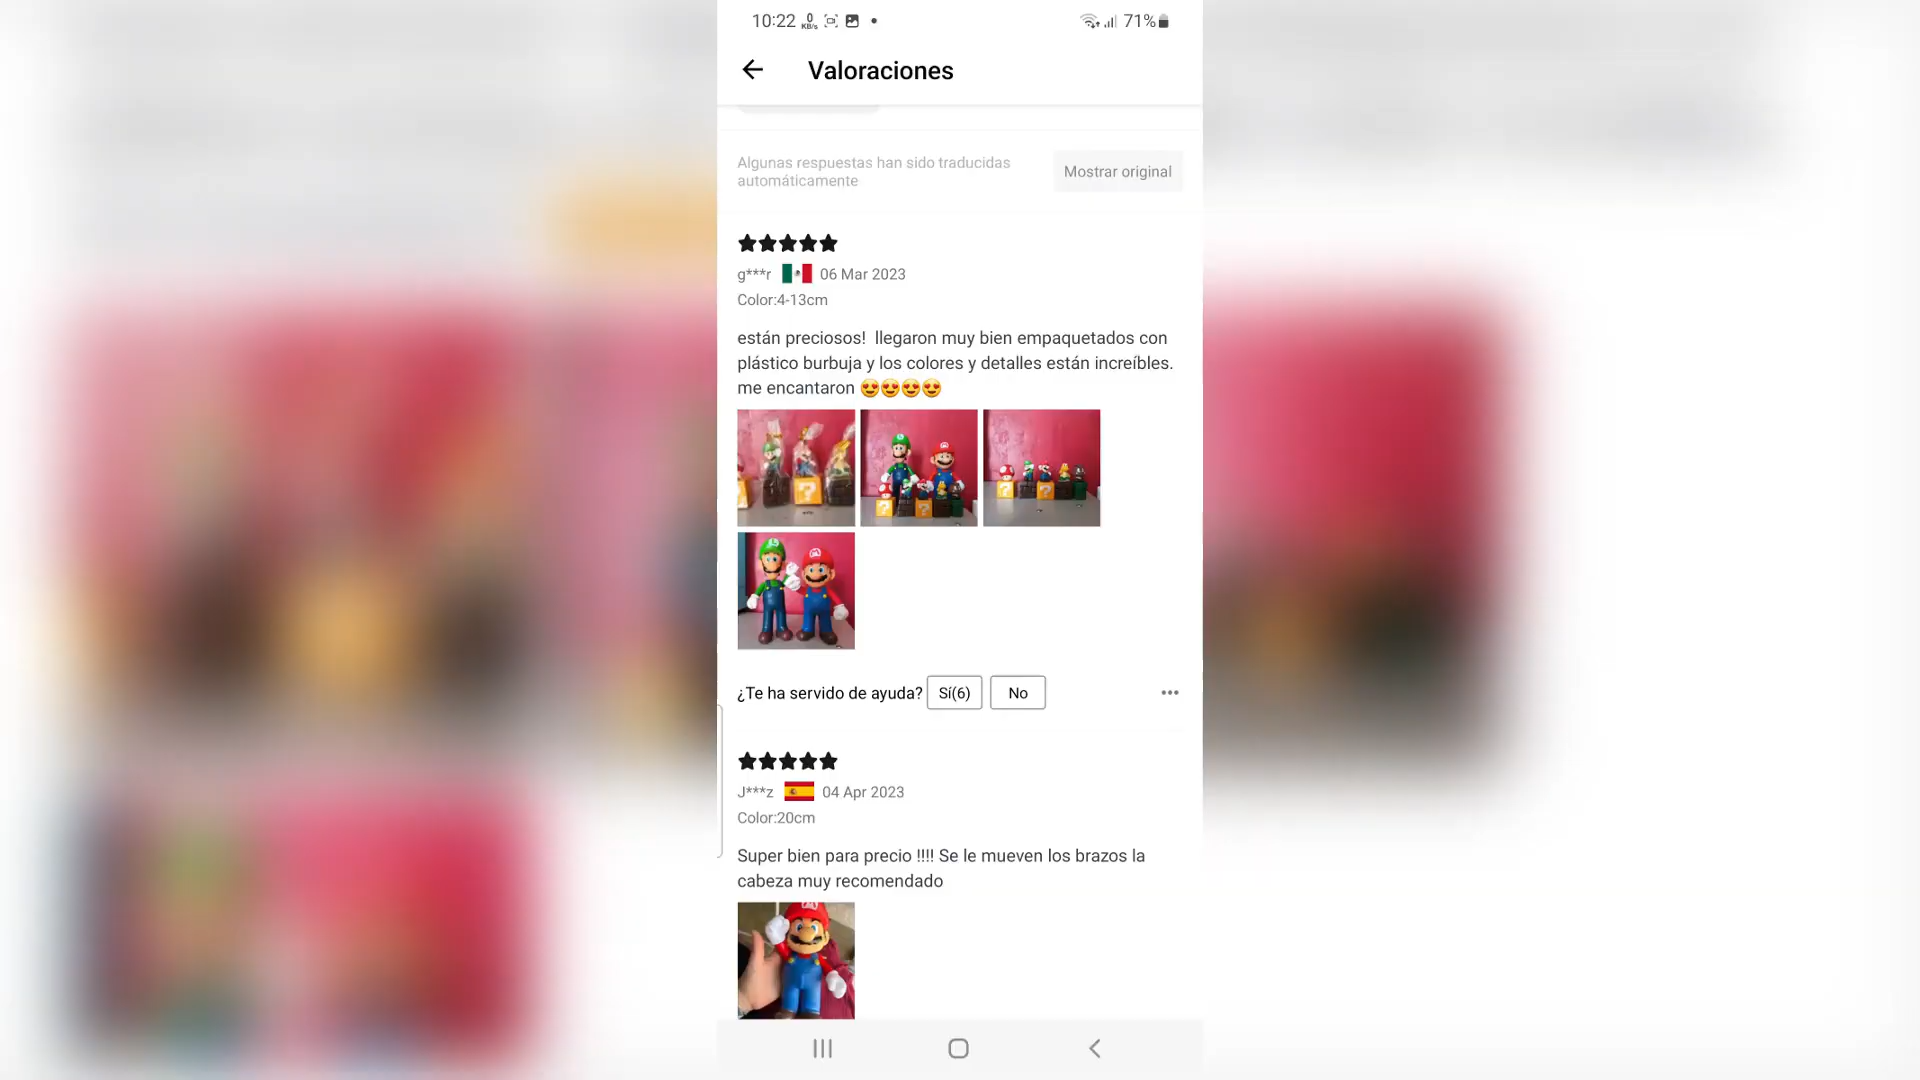 10:22 0 KB/s 71%
Valoraciones
Algunas respuestas han sido traducidas
automáticamente
Mostrar original
g***r 06 Mar 2023
Color:4-13cm
están preciosos!  llegaron muy bien empaquetados con
plástico burbuja y los colores y detalles están increíbles.
me encantaron 😍😍😍😍
¿Te ha servido de ayuda? Sí(6) No
J***z 04 Apr 2023
Color:20cm
Super bien para precio !!!! Se le mueven los brazos la
cabeza muy recomendado